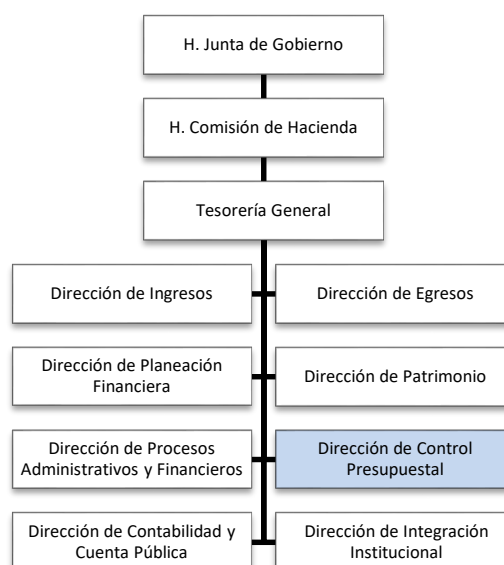 H. Junta de Gobierno
H. Comisión de Hacienda
Tesorería General
Dirección de Ingresos
Dirección de Egresos
Dirección de Planeación
Financiera
Dirección de Patrimonio
Dirección de Procesos
Administrativos y Financieros
Dirección de Control
Presupuestal
Dirección de Contabilidad y
Cuenta Pública
Dirección de Integración
Institucional